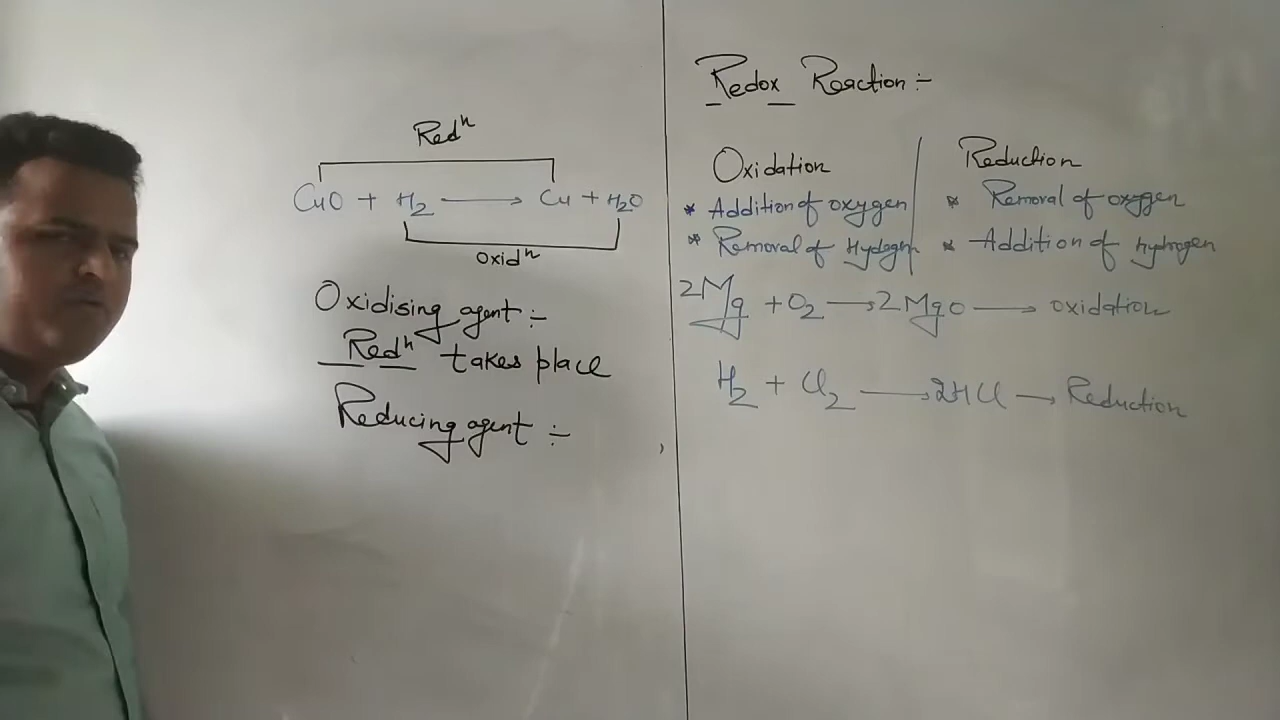 Redⁿ
CuO + H₂ ⟶ Cu + H₂O
Oxidⁿ
Oxidising agent :-
Redⁿ takes place
Reducing agent :-
Redox Reaction :-
Oxidation
* Addition of oxygen
* Removal of Hydogen
Reduction
* Removal of oxygen
* Addition of hydrogen
2Mg + O₂ ⟶ 2MgO ⟶ oxidation
H₂ + Cl₂ ⟶ 2HCl ⟶ Reduction